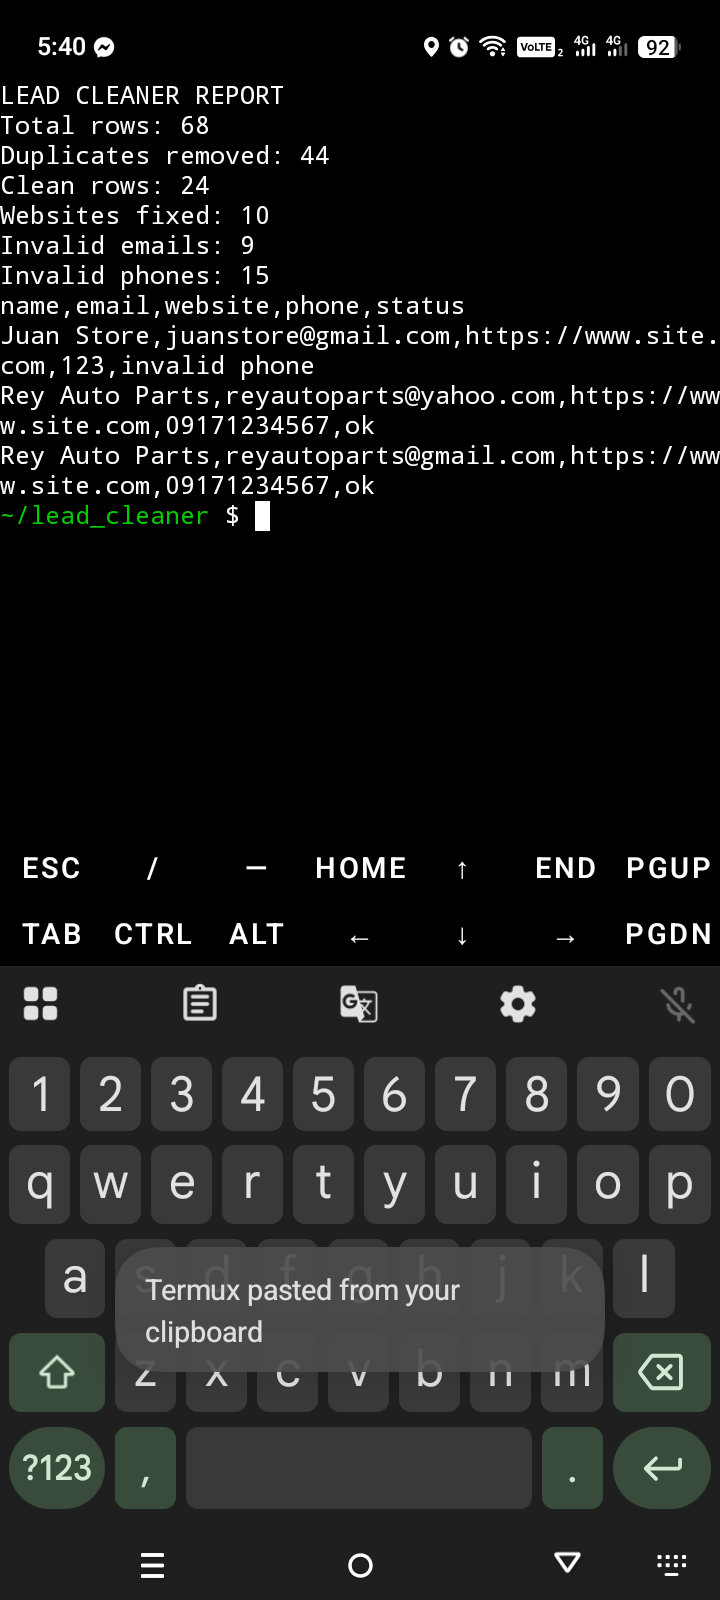 5:40 VoLTE 2 4G 4G 92
LEAD CLEANER REPORT
Total rows: 68
Duplicates removed: 44
Clean rows: 24
Websites fixed: 10
Invalid emails: 9
Invalid phones: 15
name,email,website,phone,status
Juan Store,juanstore@gmail.com,https://www.site.
com,123,invalid phone
Rey Auto Parts,reyautoparts@yahoo.com,https://ww
w.site.com,09171234567,ok
Rey Auto Parts,reyautoparts@gmail.com,https://ww
w.site.com,09171234567,ok
~/lead_cleaner $
ESC / — HOME ↑ END PGUP
TAB CTRL ALT ← ↓ → PGDN
1 2 3 4 5 6 7 8 9 0
q w e r t y u i o p
a s d f g h j k l
Termux pasted from your
clipboard
z x c v b n m
?123 , .